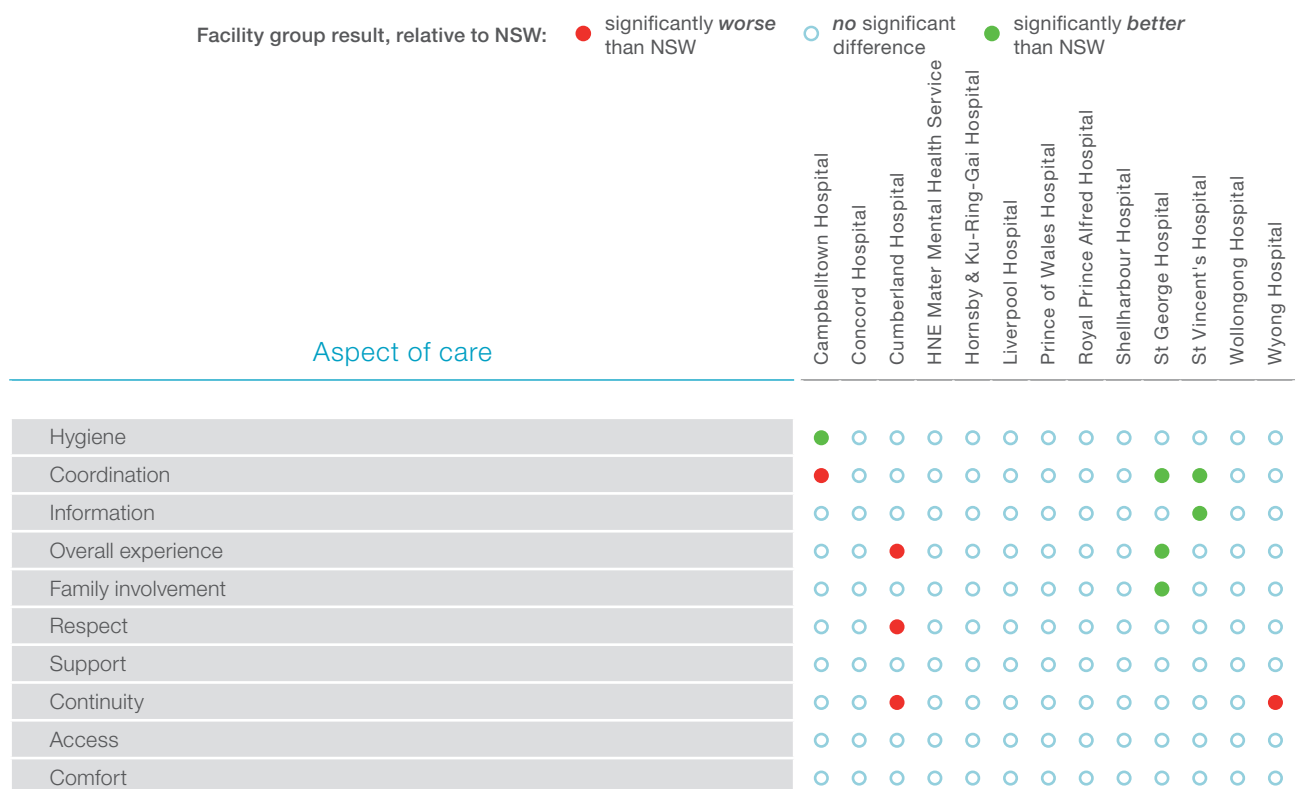 Facility group result, relative to NSW:
significantly worse
than NSW
no significant
difference
significantly better
than NSW
Campbelltown Hospital
Concord Hospital
Cumberland Hospital
HNE Mater Mental Health Service
Hornsby & Ku-Ring-Gai Hospital
Liverpool Hospital
Prince of Wales Hospital
Royal Prince Alfred Hospital
Shellharbour Hospital
St George Hospital
St Vincent's Hospital
Wollongong Hospital
Wyong Hospital
Aspect of care
Hygiene
Coordination
Information
Overall experience
Family involvement
Respect
Support
Continuity
Access
Comfort